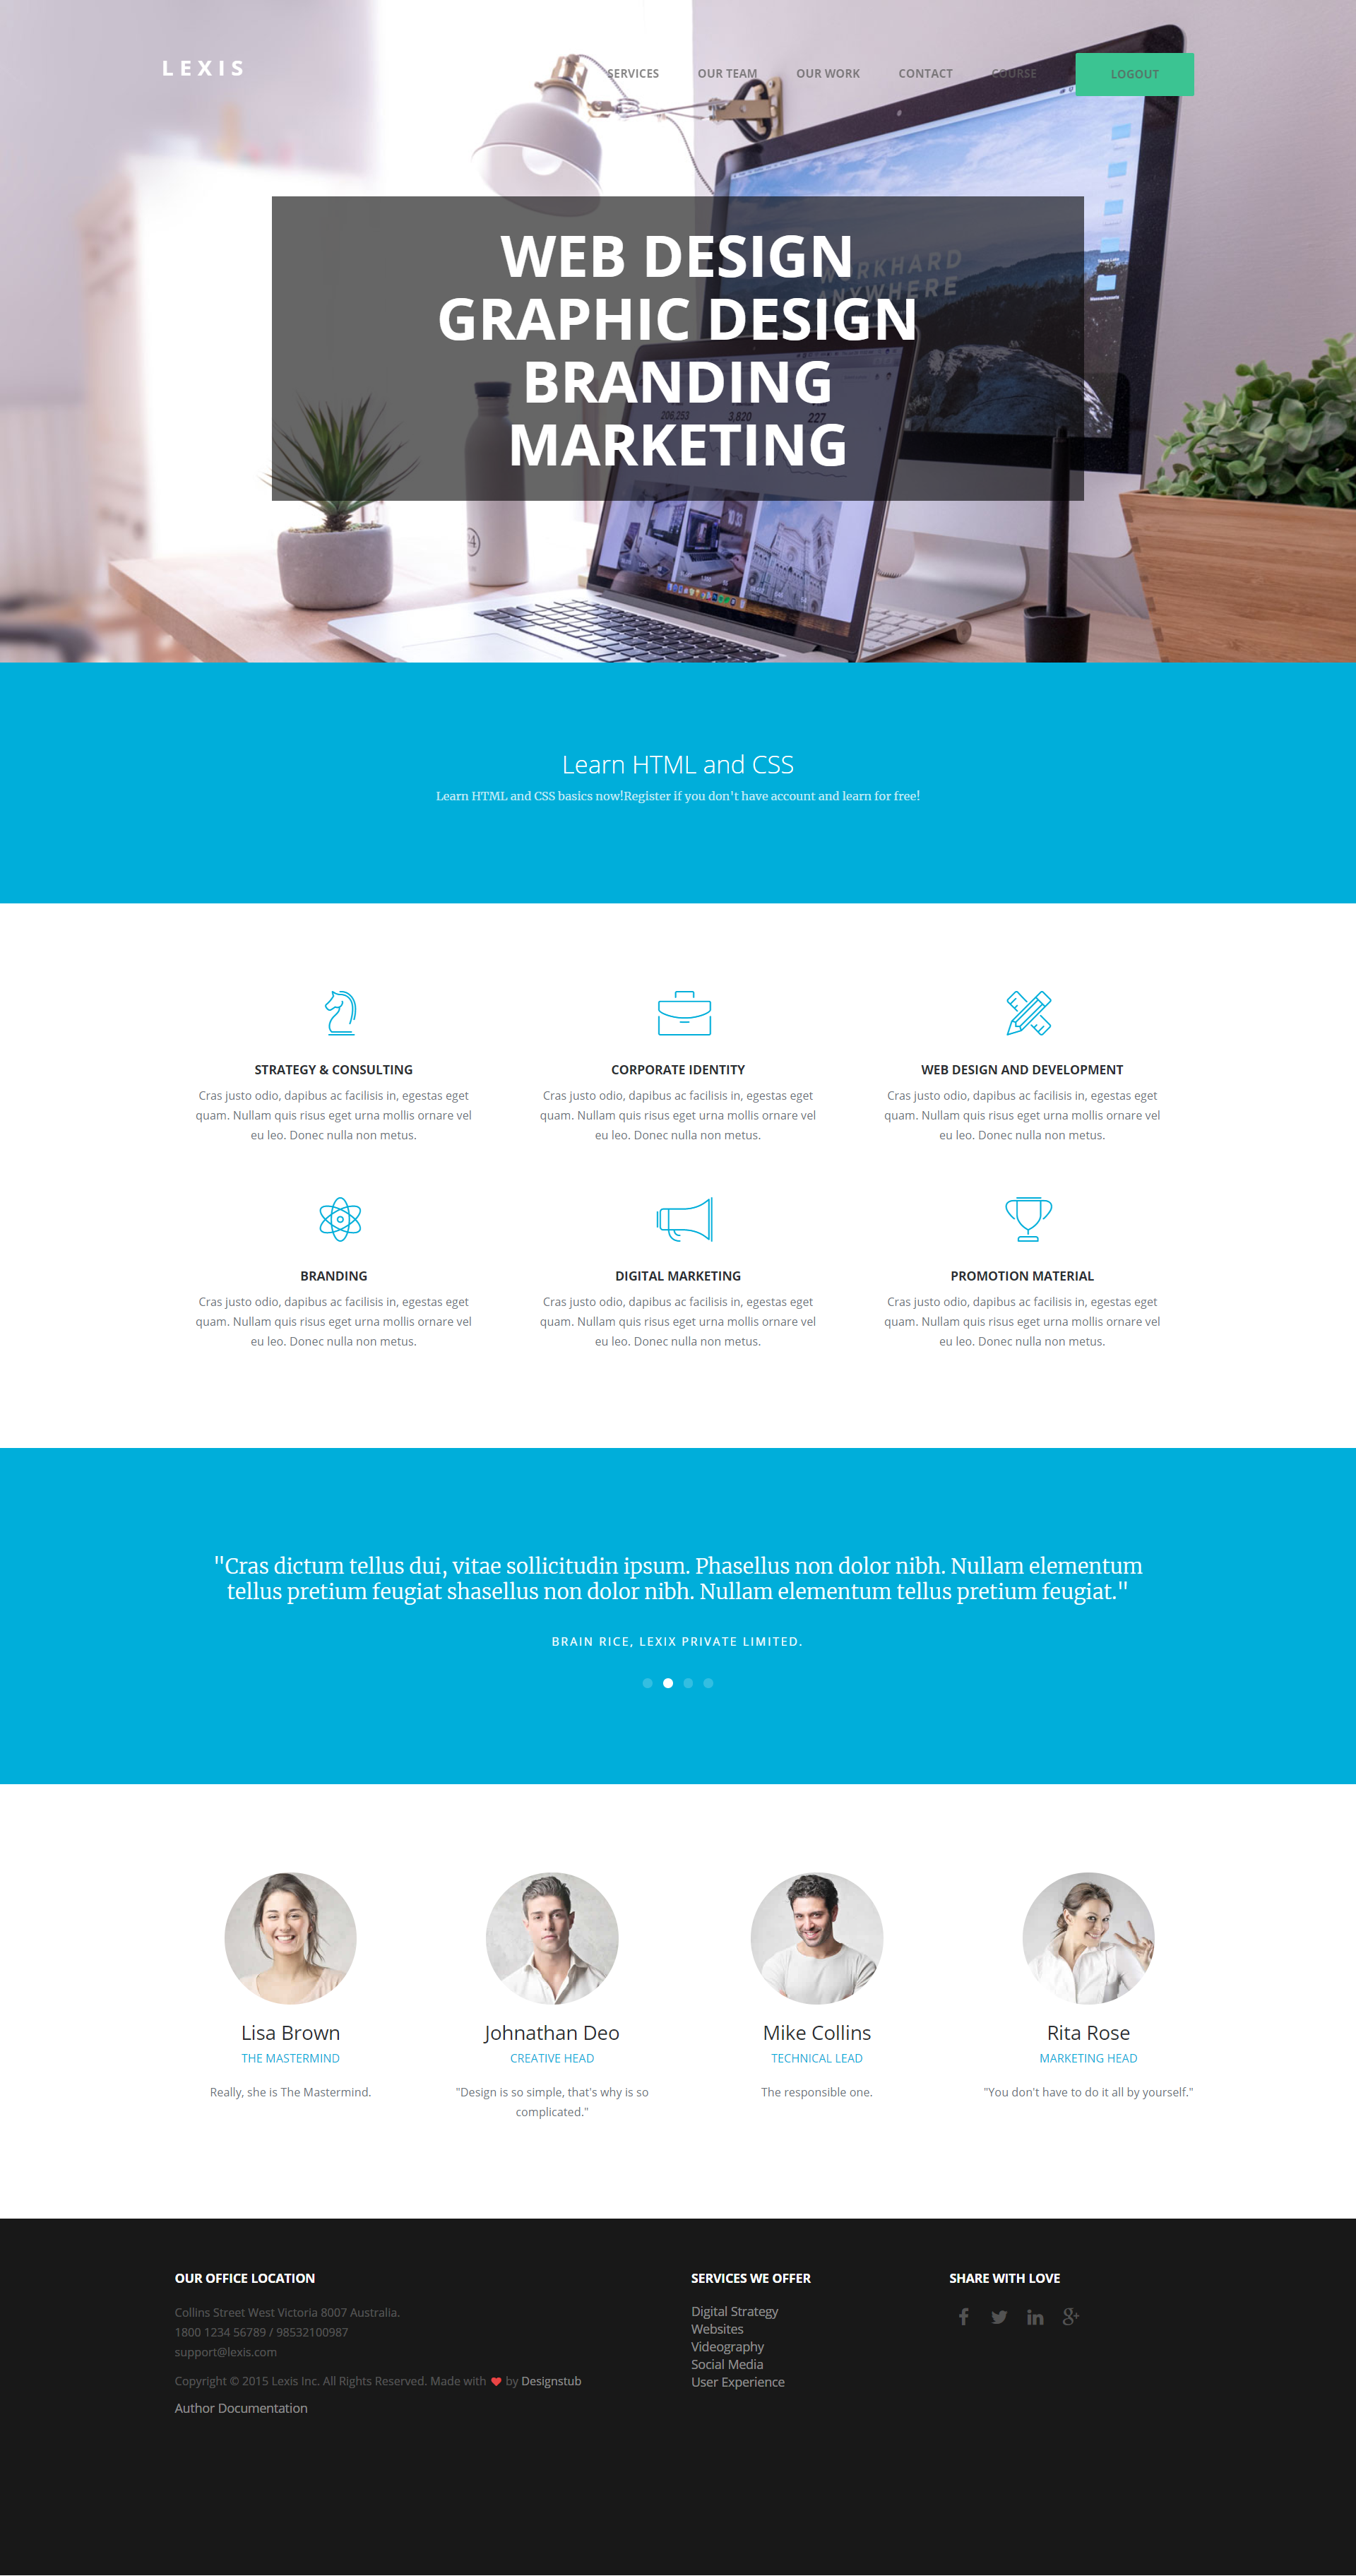 LEXIS
SERVICES
OUR TEAM
OUR WORK
CONTACT
COURSE
LOGOUT
WEB DESIGN
GRAPHIC DESIGN
BRANDING
MARKETING
206,253
3,820
227
Learn HTML and CSS
Learn HTML and CSS basics now!Register if you don't have account and learn for free!
STRATEGY & CONSULTING
Cras justo odio, dapibus ac facilisis in, egestas eget
quam. Nullam quis risus eget urna mollis ornare vel
eu leo. Donec nulla non metus.
CORPORATE IDENTITY
Cras justo odio, dapibus ac facilisis in, egestas eget
quam. Nullam quis risus eget urna mollis ornare vel
eu leo. Donec nulla non metus.
WEB DESIGN AND DEVELOPMENT
Cras justo odio, dapibus ac facilisis in, egestas eget
quam. Nullam quis risus eget urna mollis ornare vel
eu leo. Donec nulla non metus.
BRANDING
Cras justo odio, dapibus ac facilisis in, egestas eget
quam. Nullam quis risus eget urna mollis ornare vel
eu leo. Donec nulla non metus.
DIGITAL MARKETING
Cras justo odio, dapibus ac facilisis in, egestas eget
quam. Nullam quis risus eget urna mollis ornare vel
eu leo. Donec nulla non metus.
PROMOTION MATERIAL
Cras justo odio, dapibus ac facilisis in, egestas eget
quam. Nullam quis risus eget urna mollis ornare vel
eu leo. Donec nulla non metus.
"Cras dictum tellus dui, vitae sollicitudin ipsum. Phasellus non dolor nibh. Nullam elementum
tellus pretium feugiat shasellus non dolor nibh. Nullam elementum tellus pretium feugiat."
BRAIN RICE, LEXIX PRIVATE LIMITED.
Lisa Brown
THE MASTERMIND
Really, she is The Mastermind.
Johnathan Deo
CREATIVE HEAD
"Design is so simple, that's why is so
complicated."
Mike Collins
TECHNICAL LEAD
The responsible one.
Rita Rose
MARKETING HEAD
"You don't have to do it all by yourself."
OUR OFFICE LOCATION
Collins Street West Victoria 8007 Australia.
1800 1234 56789 / 98532100987
support@lexis.com
Copyright © 2015 Lexis Inc. All Rights Reserved. Made with ❤ by Designstub
Author Documentation
SERVICES WE OFFER
Digital Strategy
Websites
Videography
Social Media
User Experience
SHARE WITH LOVE